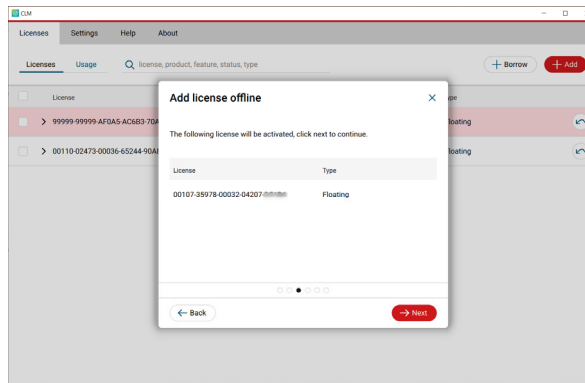 CLM
Licenses Settings Help About
Licenses Usage license, product, feature, status, type Borrow Add
License
Add license offline
99999-99999-AF0A5-AC6B3-70A
loating
The following license will be activated, click next to continue.
00110-02473-00036-65244-90A
loating
License Type
00107-35978-00032-04207- Floating
Back Next